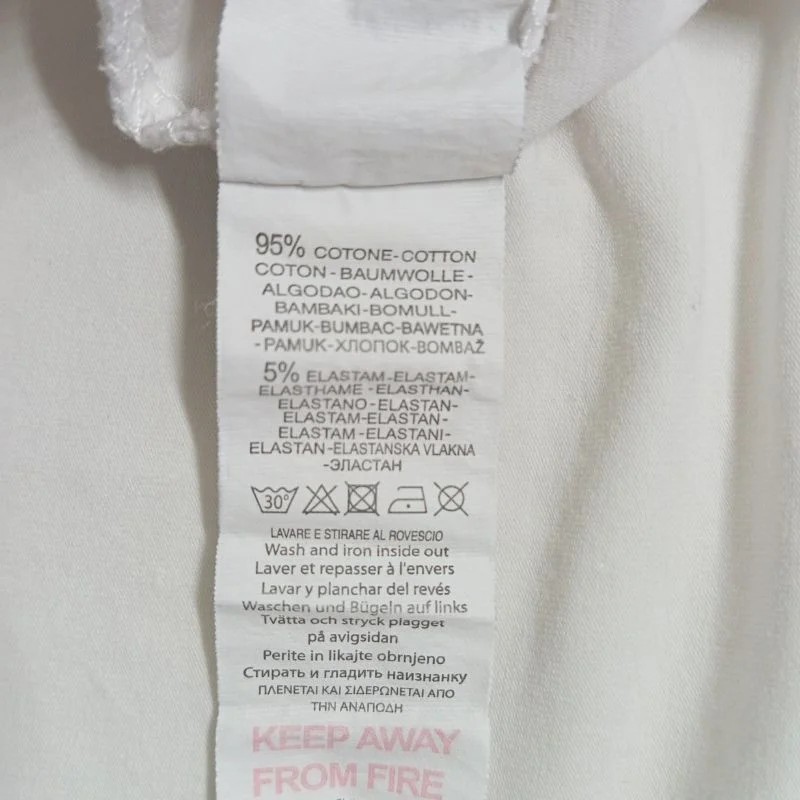 95% COTONE-COTTON
COTON-BAUMWOLLE-
ALGODAO-ALGODON-
BAMBAKI-BOMULL-
PAMUK-BUMBAC-BAWETNA
-PAMUK-ХЛОПОК-BOMBAŽ
5% ELASTAM-ELASTAM-
ELASTHAME-ELASTHAN-
ELASTANO-ELASTAN-
ELASTAM-ELASTAN-
ELASTAM-ELASTANI-
ELASTAN-ELASTANSKA VLAKNA
-ЭЛАСТАН
30°
LAVARE E STIRARE AL ROVESCIO
Wash and iron inside out
Laver et repasser à l'envers
Lavar y planchar del revés
Waschen und Bügeln auf links
Tvätta och stryck plagget
på avigsidan
Perite in likajte obrnjeno
Стирать и гладить наизнанку
ΠΛΕΝΕΤΑΙ ΚΑΙ ΣΙΔΕΡΩΝΕΤΑΙ ΑΠΟ
ΤΗΝ ΑΝΑΠΟΔΗ
KEEP AWAY
FROM FIRE